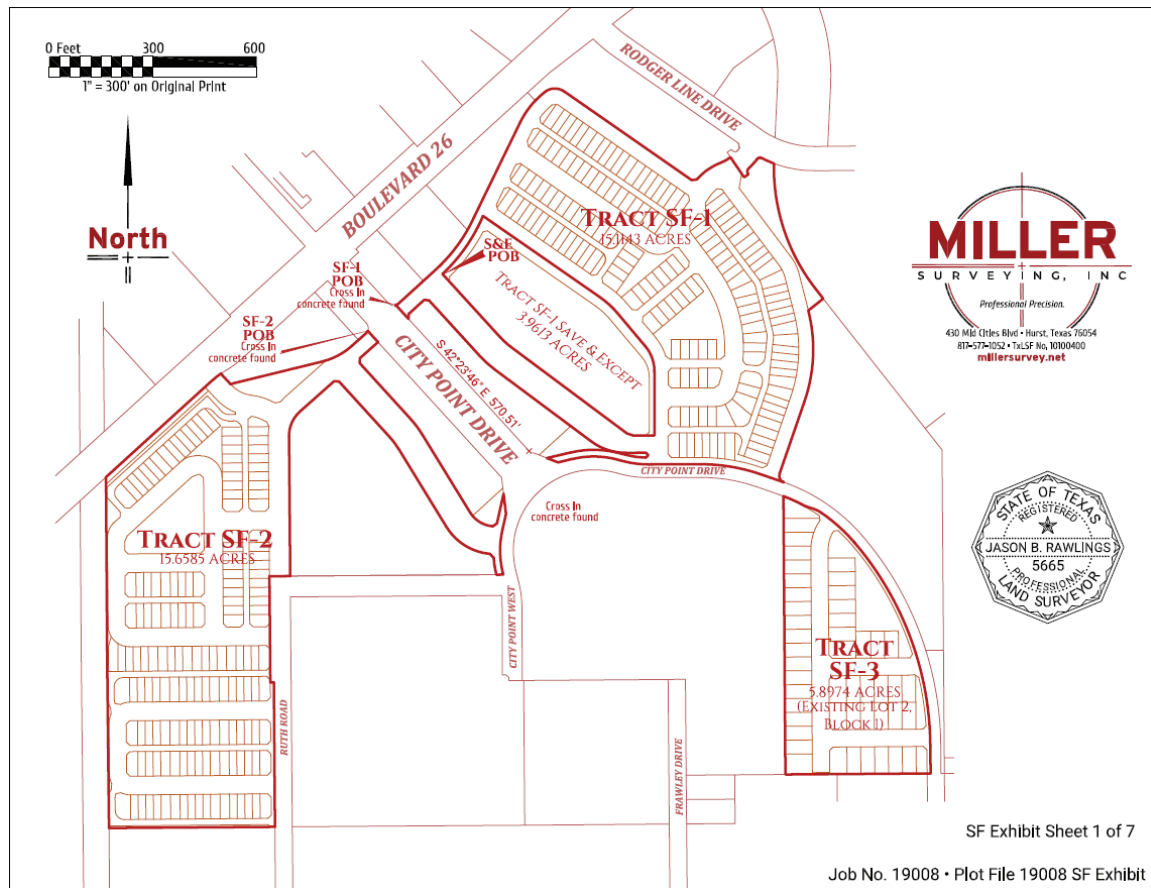 0 Feet 300 600
1" = 300' on Original Print
North
BOULEVARD 26
RODGER LINE DRIVE
TRACT SF-1
15.1143 ACRES
S&E
POB
TRACT SF-1 SAVE & EXCEPT
3.9613 ACRES
SF-1
POB
Cross In
concrete found
SF-2
POB
Cross In
concrete found
S 42°23'46" E 570.51'
CITY POINT DRIVE
CITY POINT DRIVE
Cross In
concrete found
TRACT SF-2
15.6585 ACRES
CITY POINT WEST
RUTH ROAD
FRAWLEY DRIVE
TRACT
SF-3
5.8974 ACRES
(EXISTING LOT 2,
BLOCK 1)
MILLER
SURVEYING, INC
Professional Precision.
430 Mid Cities Blvd • Hurst, Texas 76054
817-577-1052 • TxLSF No. 10100400
millersurvey.net
STATE OF TEXAS
REGISTERED
JASON B. RAWLINGS
5665
PROFESSIONAL
LAND SURVEYOR
SF Exhibit Sheet 1 of 7
Job No. 19008 • Plot File 19008 SF Exhibit